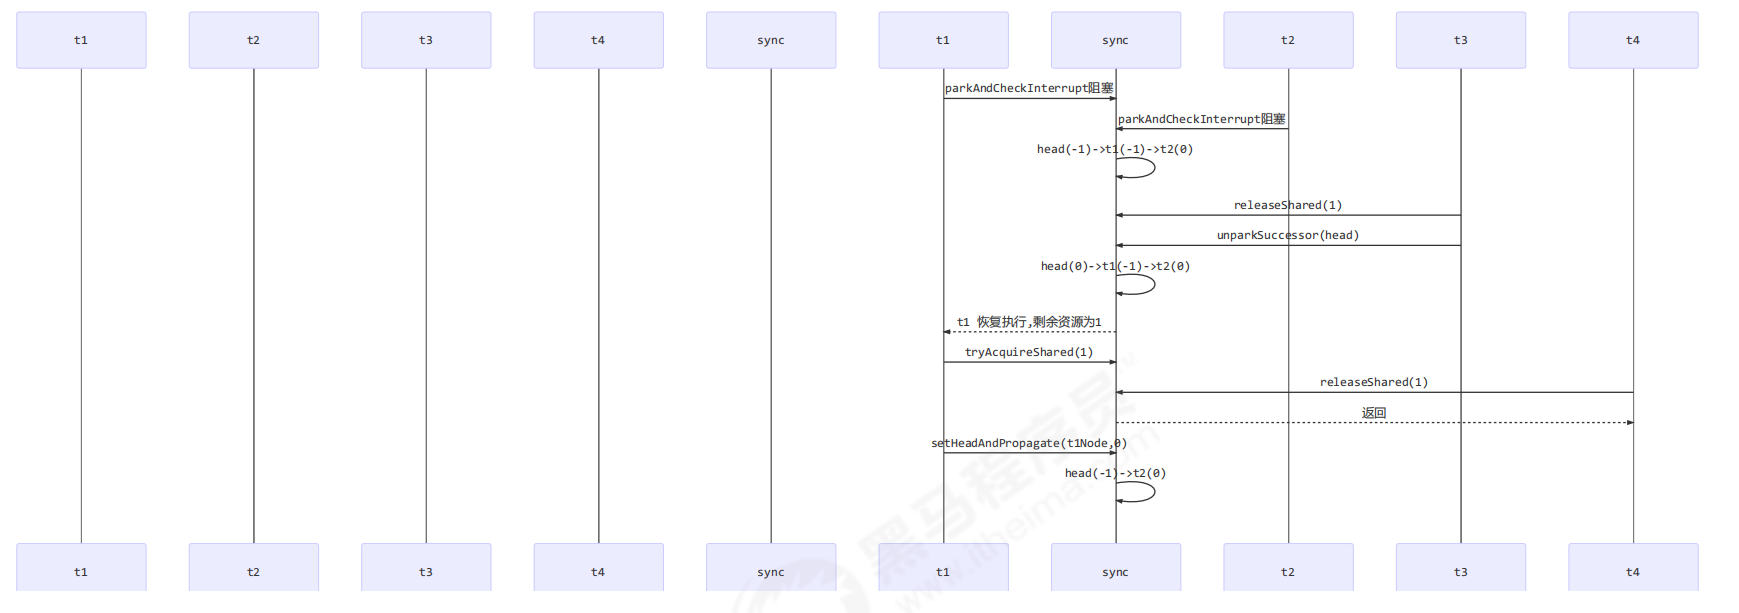 t1 t2 t3 t4 sync t1 sync t2 t3 t4
parkAndCheckInterrupt阻塞
parkAndCheckInterrupt阻塞
head(-1)->t1(-1)->t2(0)
releaseShared(1)
unparkSuccessor(head)
head(0)->t1(-1)->t2(0)
t1 恢复执行,剩余资源为1
tryAcquireShared(1)
releaseShared(1)
返回
setHeadAndPropagate(t1Node,0)
head(-1)->t2(0)
黑马程序员™
www.itheima.com
t1 t2 t3 t4 sync t1 sync t2 t3 t4